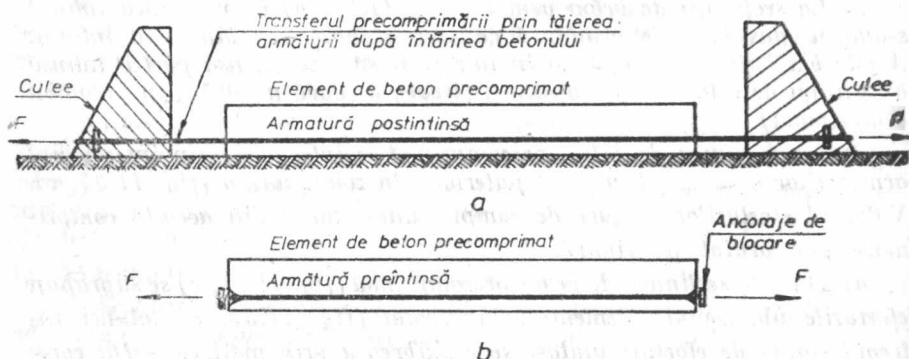 a
Transferul precomprimării prin tăierea
armăturii după întărirea betonului
Culee
Culee
Element de beton precomprimat
F
Armatură postintinsă
a
Ancoraje de
blocare
Element de beton precomprimat
F
Armătură preîntinsă
F
b